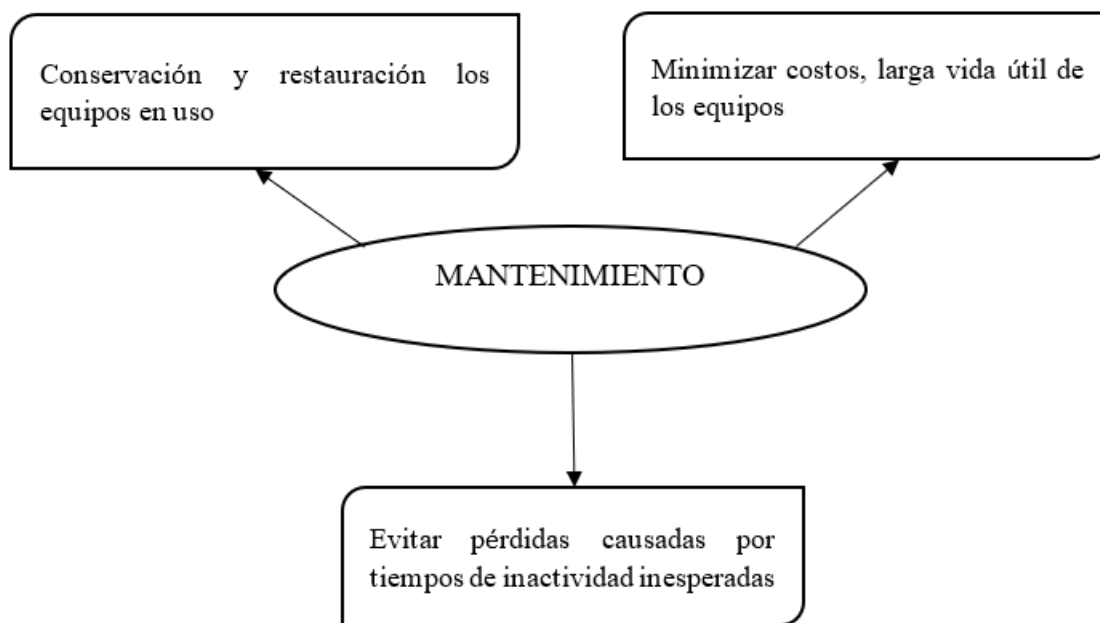 Conservación y restauración los
equipos en uso
Minimizar costos, larga vida útil de
los equipos
MANTENIMIENTO
Evitar pérdidas causadas por
tiempos de inactividad inesperadas